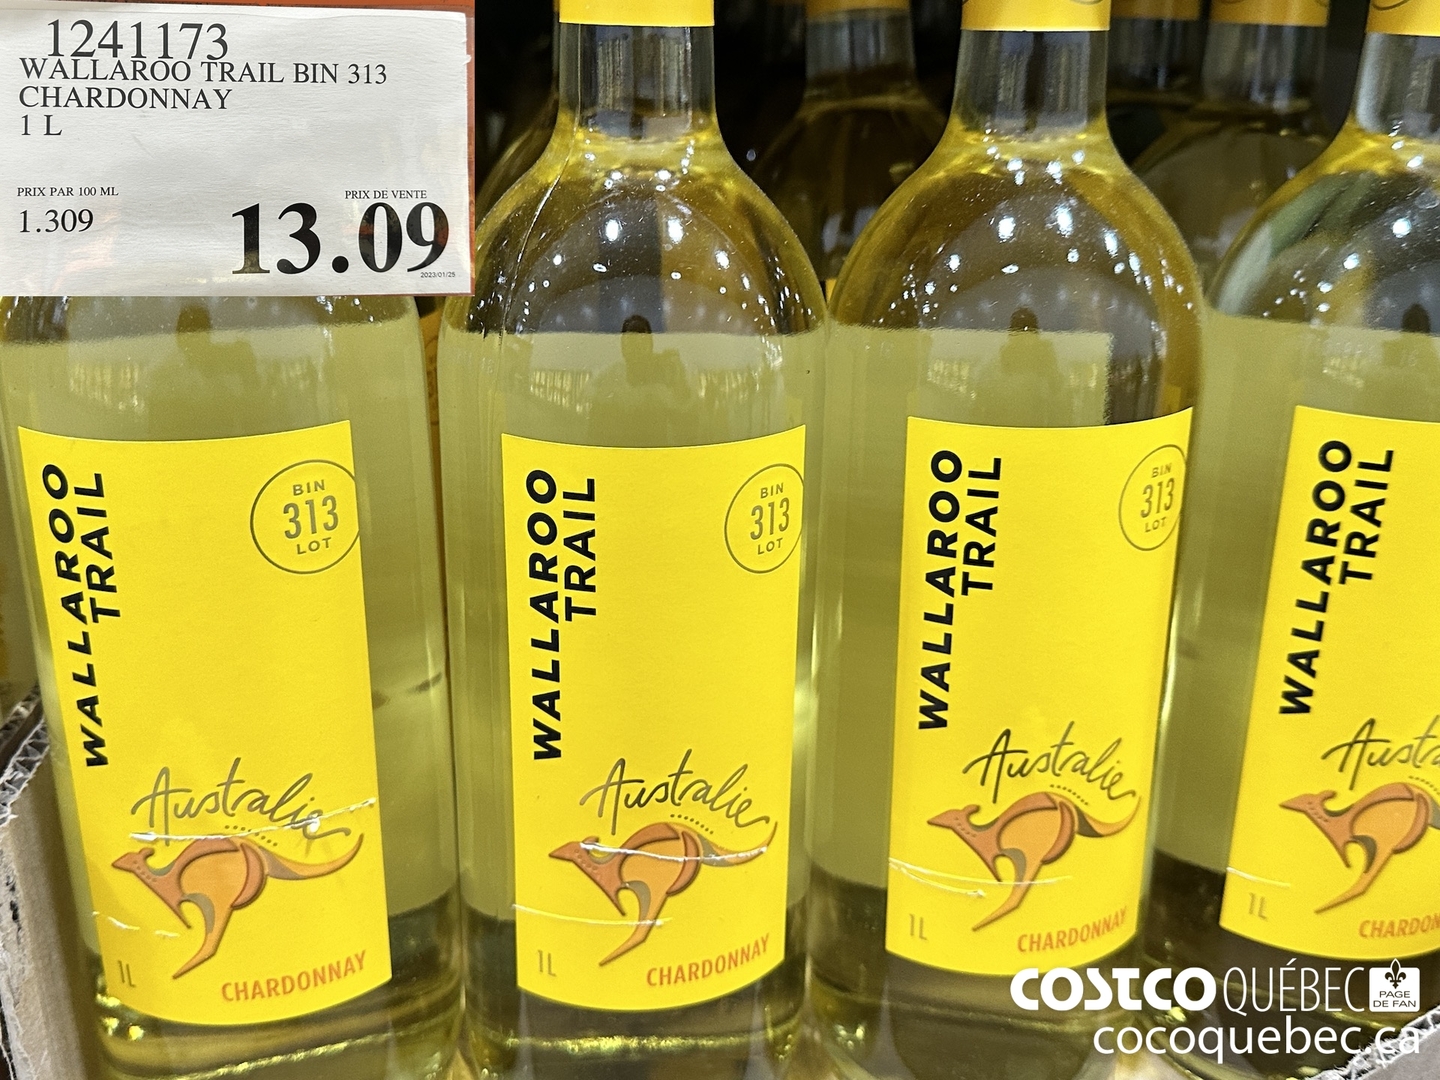 1241173
WALLAROO TRAIL BIN 313
CHARDONNAY
1 L
PRIX PAR 100 ML
1.309
PRIX DE VENTE
13.09
2023/01/25
WALLAROO
TRAIL
BIN
313
LOT
Australie
1L
CHARDONNAY
WALLAROO
TRAIL
BIN
313
LOT
Australie
1L
CHARDONNAY
WALLAROO
TRAIL
BIN
313
LOT
Australie
1L
CHARDONNAY
WALLAROO
TRAIL
1L
COSTCO QUÉBEC
PAGE
DE FAN
cocoquebec.ca